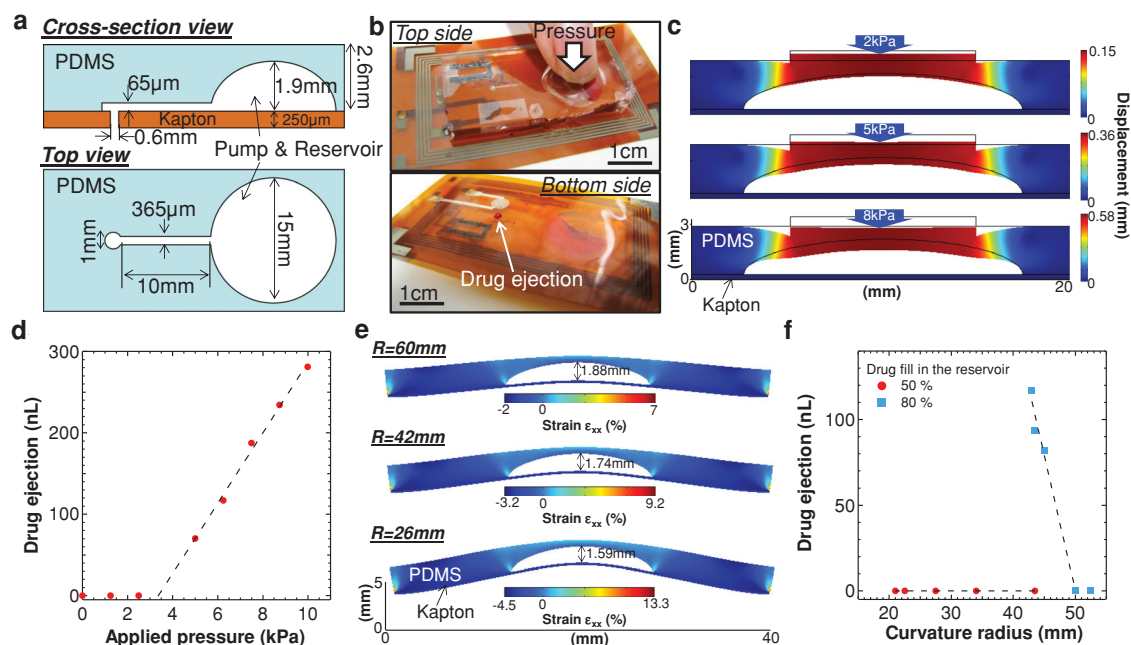 a
Cross-section view
PDMS
65µm
1.9mm
2.6mm
Kapton
250µm
0.6mm
Top view
Pump & Reservoir
PDMS
365µm
1mm
15mm
10mm
b
Top side
Pressure
1cm
Bottom side
Drug ejection
1cm
c
2kPa
0.15
0
5kPa
0.36
0
8kPa
0.58
0
Displacement (mm)
3
(mm)
0
PDMS
Kapton
0
(mm)
20
d
300
200
100
0
Drug ejection (nL)
0 2 4 6 8 10
Applied pressure (kPa)
e
R=60mm
1.88mm
-2 0 7
Strain εxx (%)
R=42mm
1.74mm
-3.2 0 9.2
Strain εxx (%)
R=26mm
1.59mm
PDMS
Kapton
-4.5 0 13.3
Strain εxx (%)
5
(mm)
0
0 (mm) 40
f
Drug fill in the reservoir
50 %
80 %
100
50
0
Drug ejection (nL)
20 30 40 50
Curvature radius (mm)